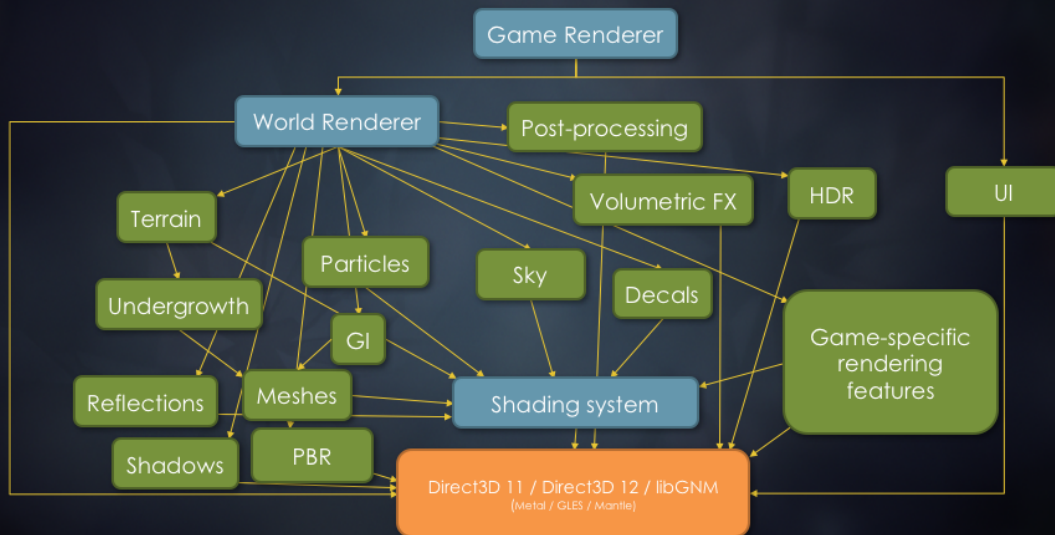 Game Renderer
World Renderer
Post-processing
Volumetric FX
HDR
UI
Terrain
Particles
Sky
Decals
Undergrowth
GI
Game-specific
rendering
features
Reflections
Meshes
Shading system
Shadows
PBR
Direct3D 11 / Direct3D 12 / libGNM
(Metal / GLES / Mantle)